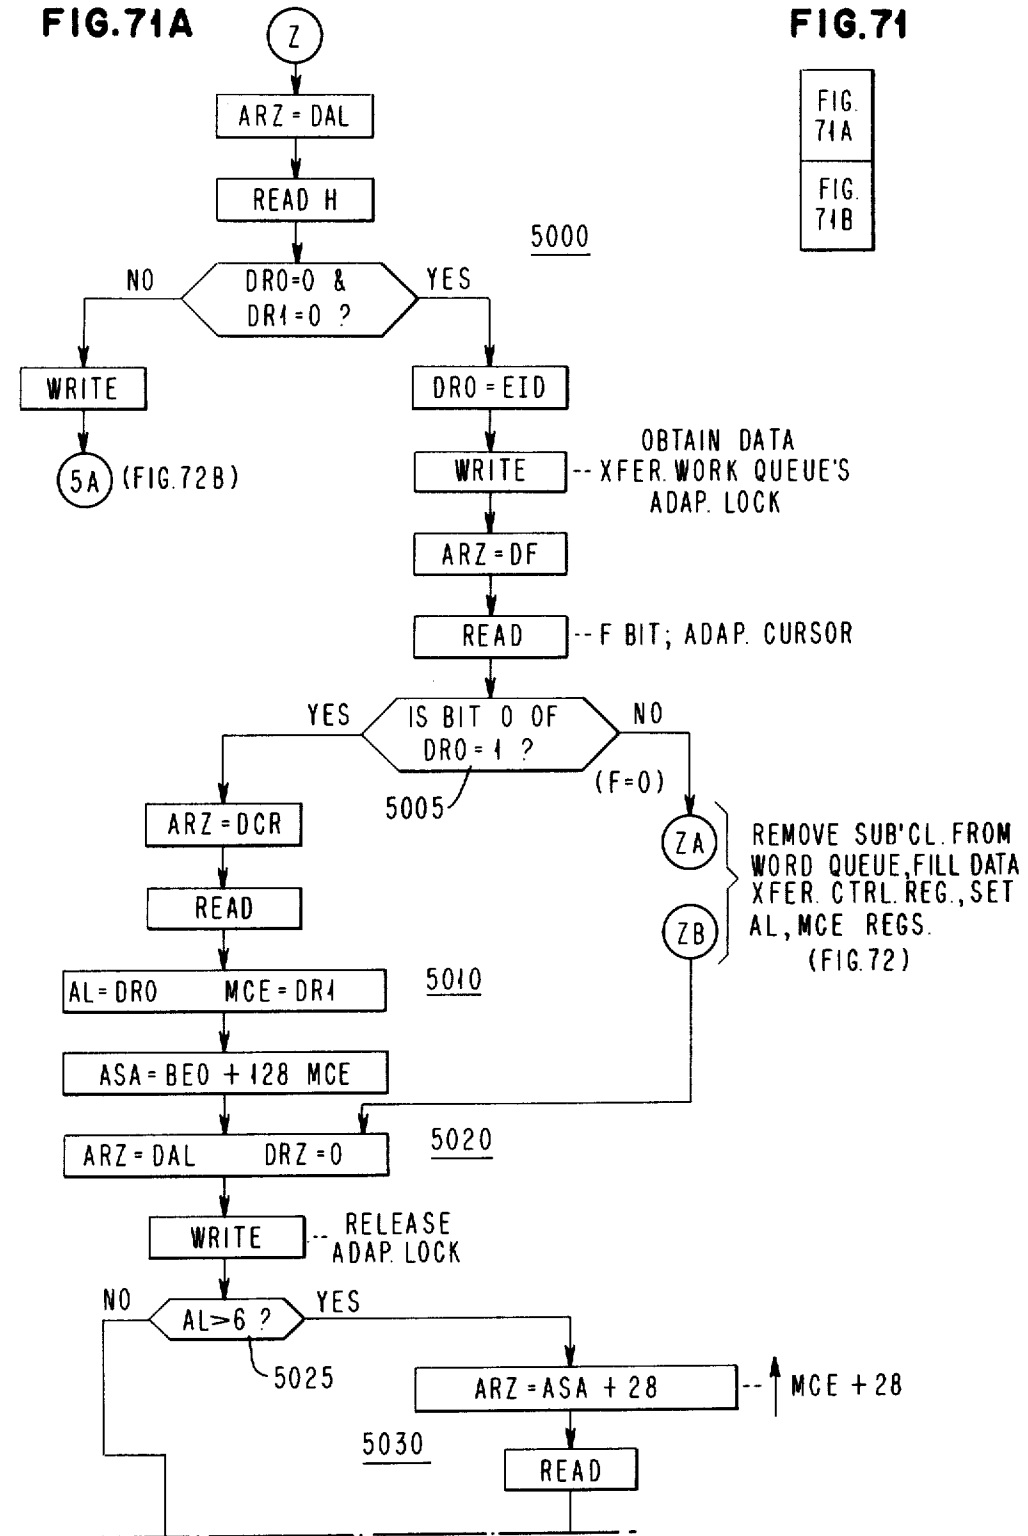 FIG.71A
FIG.71
Z
FIG.
71A
FIG.
71B
ARZ=DAL
READ H
5000
NO
DR0=0 &
DR1=0 ?
YES
WRITE
DR0=EID
5A
(FIG.72B)
WRITE
--
OBTAIN DATA
XFER. WORK QUEUE'S
ADAP. LOCK
ARZ=DF
READ
--F BIT; ADAP. CURSOR
YES
IS BIT 0 OF
DR0=1 ?
NO
5005
(F=0)
ARZ=DCR
READ
ZA
ZB
REMOVE SUB'CL. FROM
WORD QUEUE, FILL DATA
XFER. CTRL. REG., SET
AL, MCE REGS.
(FIG.72)
AL=DR0 MCE=DR1
5010
ASA=BE0 + 128 MCE
ARZ=DAL DRZ=0
5020
WRITE
--
RELEASE
ADAP. LOCK
NO
AL>6 ?
YES
5025
ARZ=ASA + 28
-- ↑ MCE + 28
5030
READ